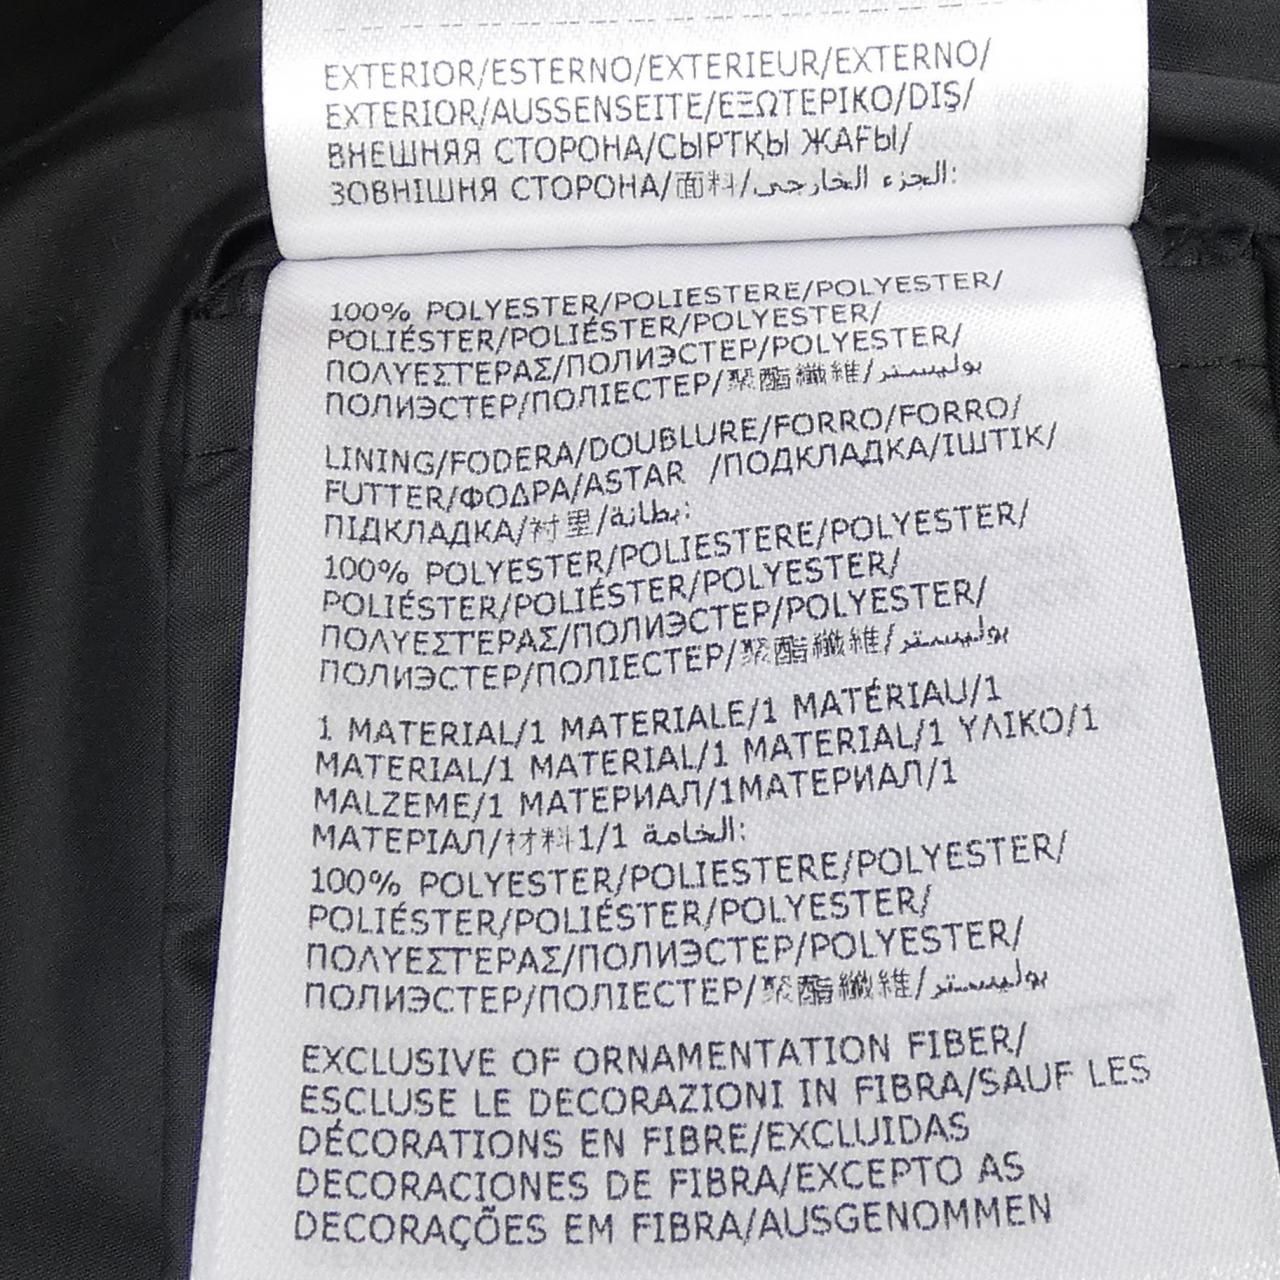 EXTERIOR/ESTERNO/EXTERIEUR/EXTERNO/
EXTERIOR/AUSSENSEITE/ΕΞΩΤΕΡΙΚΟ/DIŞ/
ВНЕШНЯЯ СТОРОНА/СЫРТҚЫ ЖАҒЫ/
ЗОВНІШНЯ СТОРОНА/面料/الجزء الخارجي:
100% POLYESTER/POLIESTERE/POLYESTER/
POLIÉSTER/POLIÉSTER/POLYESTER/
ΠΟΛΥΕΣΤΕΡΑΣ/ПОЛИЭСТЕР/POLYESTER/
ПОЛИЭСТЕР/ПОЛІЕСТЕР/聚酯纖維/بوليستر
LINING/FODERA/DOUBLURE/FORRO/FORRO/
FUTTER/ΦΟΔΡΑ/ASTAR /ПОДКЛАДКА/ІШТІК/
ПІДКЛАДКА/衬里/بطانة:
100% POLYESTER/POLIESTERE/POLYESTER/
POLIÉSTER/POLIÉSTER/POLYESTER/
ΠΟΛΥΕΣΤΕΡΑΣ/ПОЛИЭСТЕР/POLYESTER/
ПОЛИЭСТЕР/ПОЛІЕСТЕР/聚酯纖維/بوليستر
1 MATERIAL/1 MATERIALE/1 MATÉRIAU/1
MATERIAL/1 MATERIAL/1 MATERIAL/1 ΥΛΙΚΟ/1
MALZEME/1 МАТЕРИАЛ/1МАТЕРИАЛ/1
МАТЕРІАЛ/材料1/1 الخامة:
100% POLYESTER/POLIESTERE/POLYESTER/
POLIÉSTER/POLIÉSTER/POLYESTER/
ΠΟΛΥΕΣΤΕΡΑΣ/ПОЛИЭСТЕР/POLYESTER/
ПОЛИЭСТЕР/ПОЛІЕСТЕР/聚酯纖維/بوليستر
EXCLUSIVE OF ORNAMENTATION FIBER/
ESCLUSE LE DECORAZIONI IN FIBRA/SAUF LES
DÉCORATIONS EN FIBRE/EXCLUIDAS
DECORACIONES DE FIBRA/EXCEPTO AS
DECORAÇÕES EM FIBRA/AUSGENOMMEN